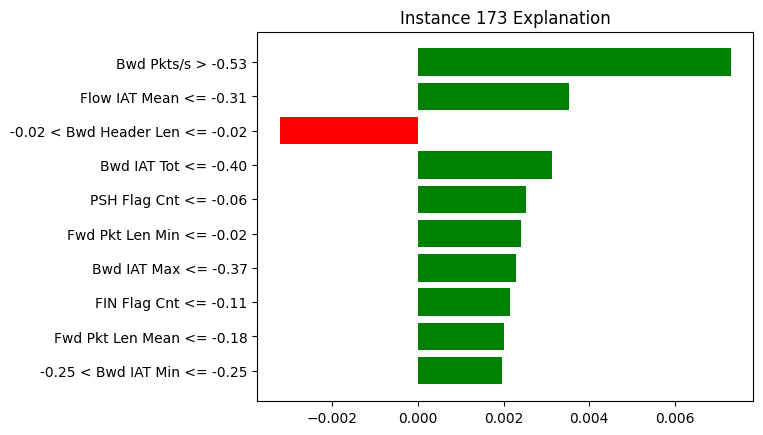 Instance 173 Explanation
Bwd Pkts/s > -0.53
Flow IAT Mean <= -0.31
-0.02 < Bwd Header Len <= -0.02
Bwd IAT Tot <= -0.40
PSH Flag Cnt <= -0.06
Fwd Pkt Len Min <= -0.02
Bwd IAT Max <= -0.37
FIN Flag Cnt <= -0.11
Fwd Pkt Len Mean <= -0.18
-0.25 < Bwd IAT Min <= -0.25
−0.002 0.000 0.002 0.004 0.006